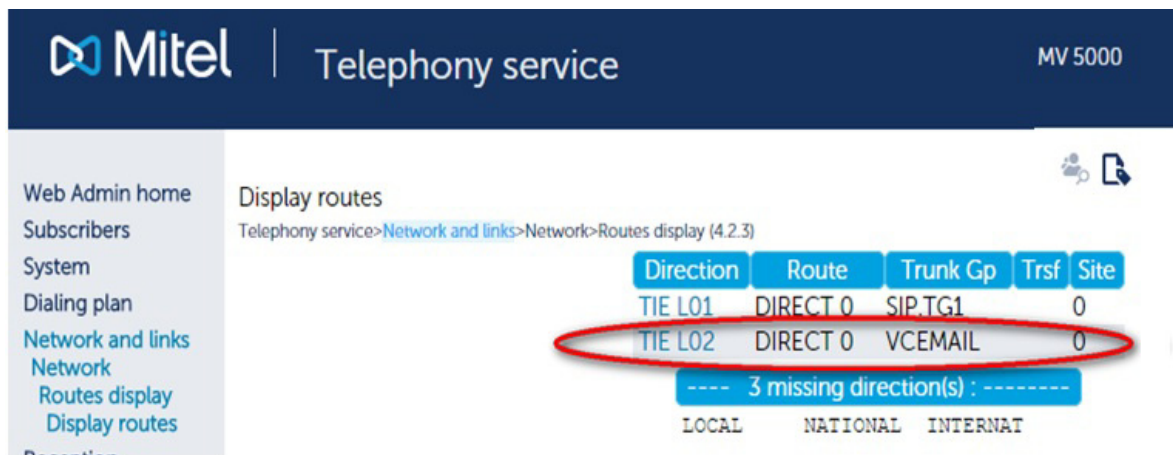 Mitel | Telephony service MV 5000
Web Admin home
Subscribers
System
Dialing plan
Network and links
Network
Routes display
Display routes
Display routes
Telephony service>Network and links>Network>Routes display (4.2.3)
Direction Route Trunk Gp Trsf Site
TIE L01 DIRECT 0 SIP.TG1 0
TIE L02 DIRECT 0 VCEMAIL 0
---- 3 missing direction(s) : --------
LOCAL NATIONAL INTERNAT